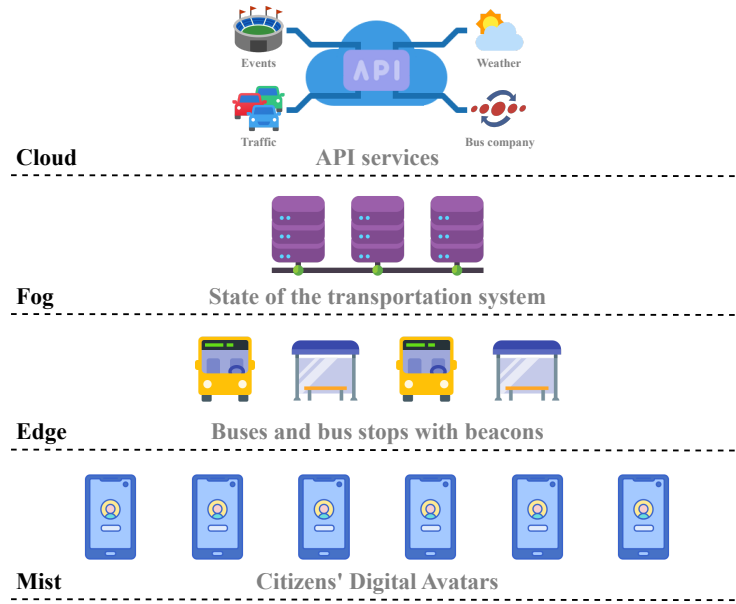 Events
API
Weather
Traffic
Bus company
Cloud
API services
Fog
State of the transportation system
Edge
Buses and bus stops with beacons
Mist
Citizens' Digital Avatars